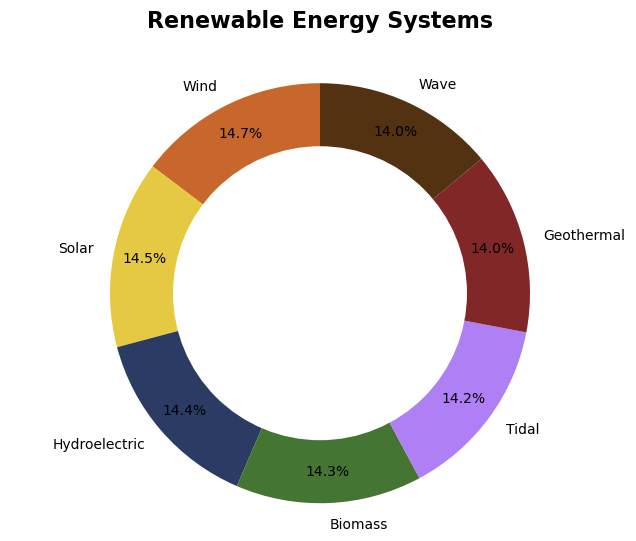 Renewable Energy Systems
Wind
14.7%
Wave
14.0%
Solar
14.5%
Geothermal
14.0%
Hydroelectric
14.4%
Tidal
14.2%
Biomass
14.3%